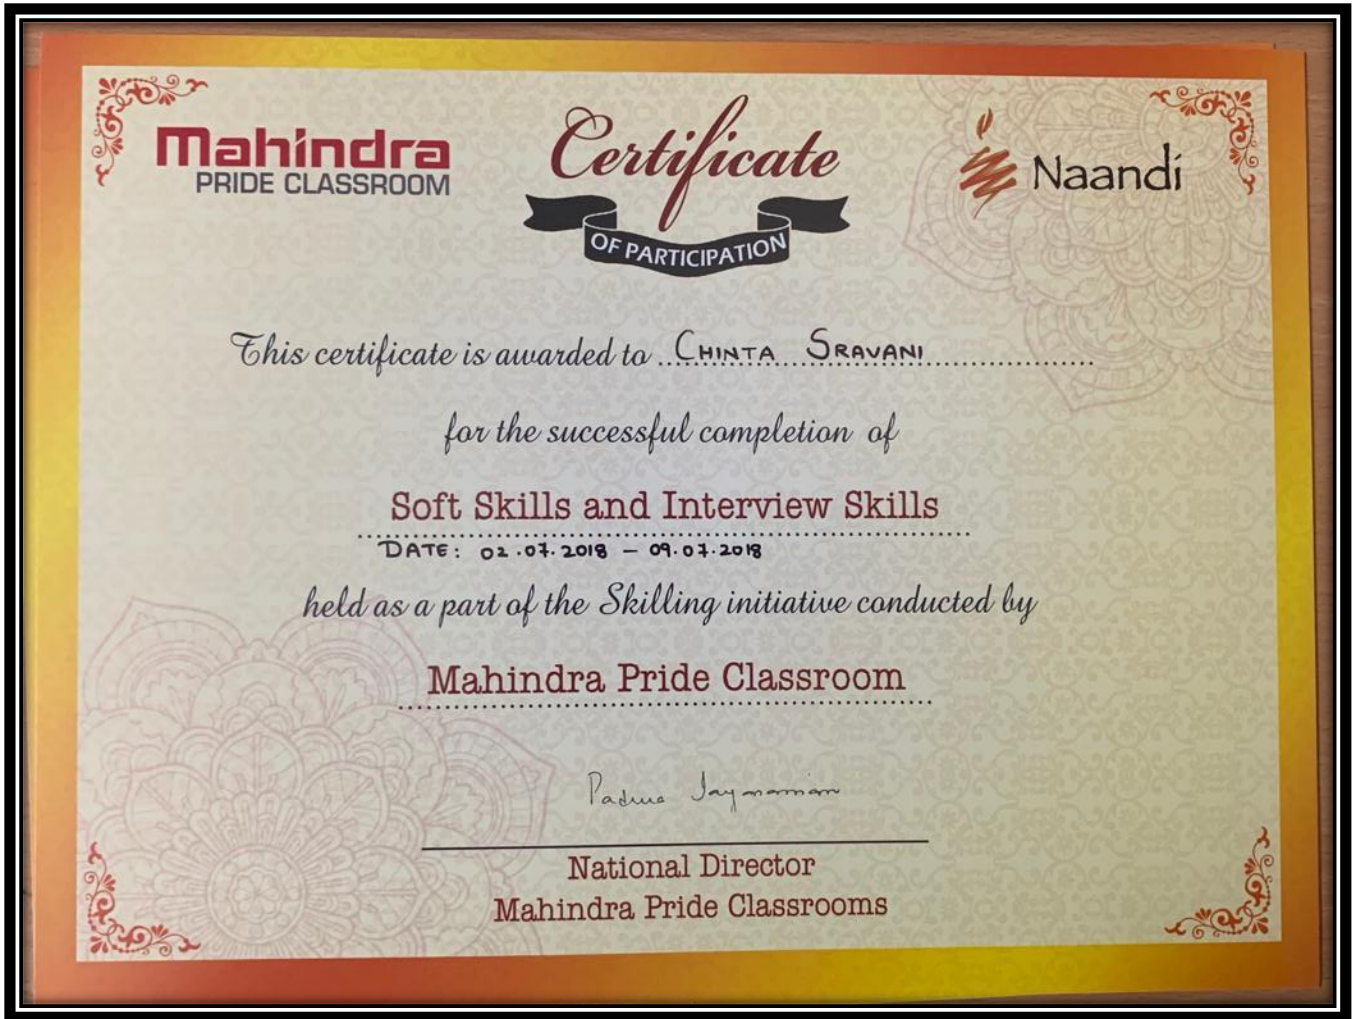 Mahindra
PRIDE CLASSROOM
Certificate
OF PARTICIPATION
Naandi
This certificate is awarded to CHINTA SRAVANI
for the successful completion of
Soft Skills and Interview Skills
DATE: 02.07.2018 – 09.07.2018
held as a part of the Skilling initiative conducted by
Mahindra Pride Classroom
Padma
National Director
Mahindra Pride Classrooms